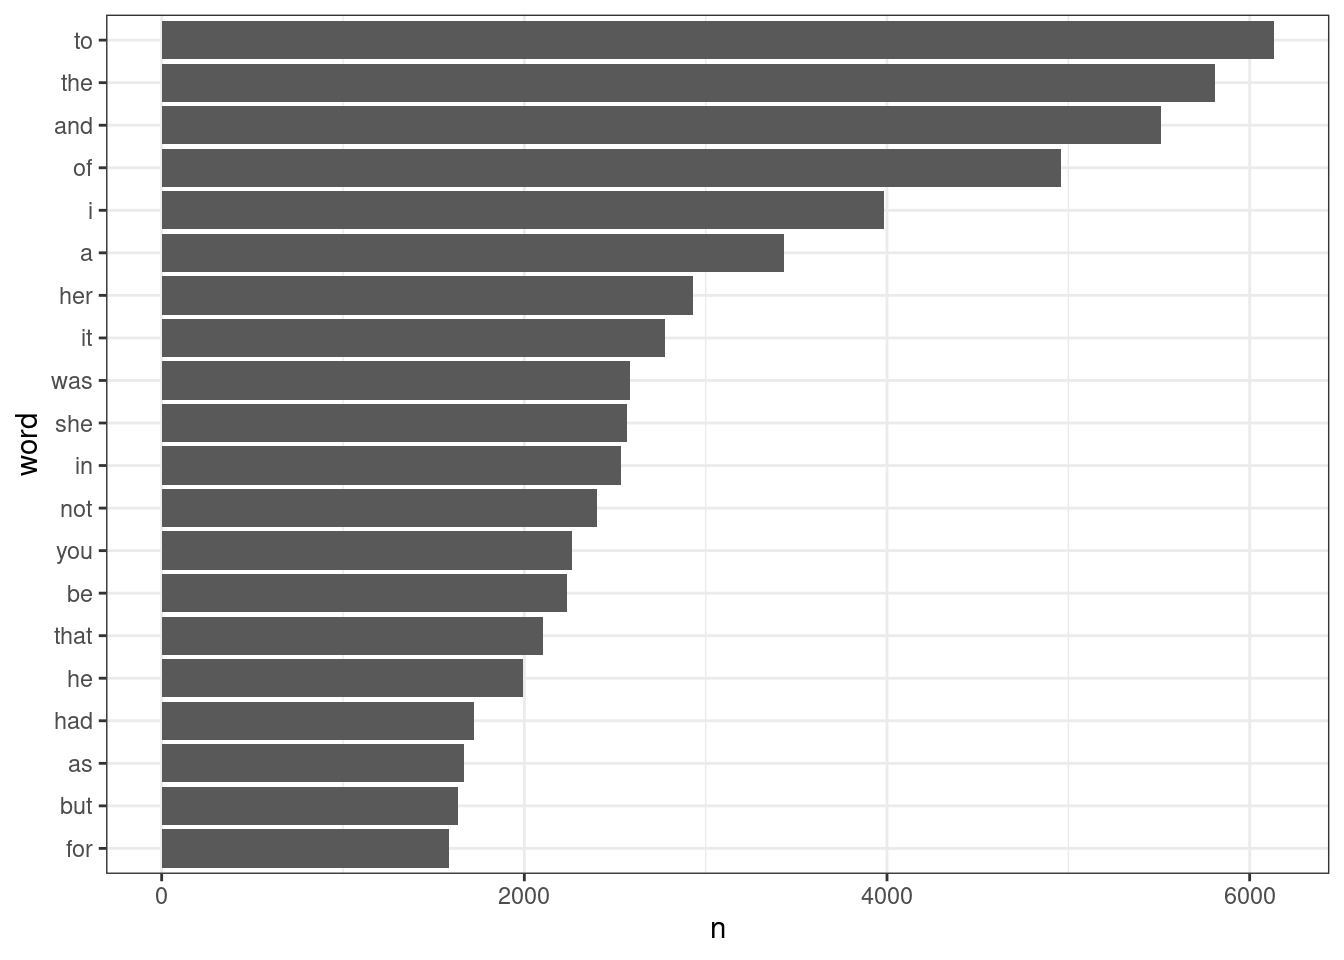 to
the
and
of
i
a
her
it
was
she
in
not
you
be
that
he
had
as
but
for
word
0 2000 4000 6000
n